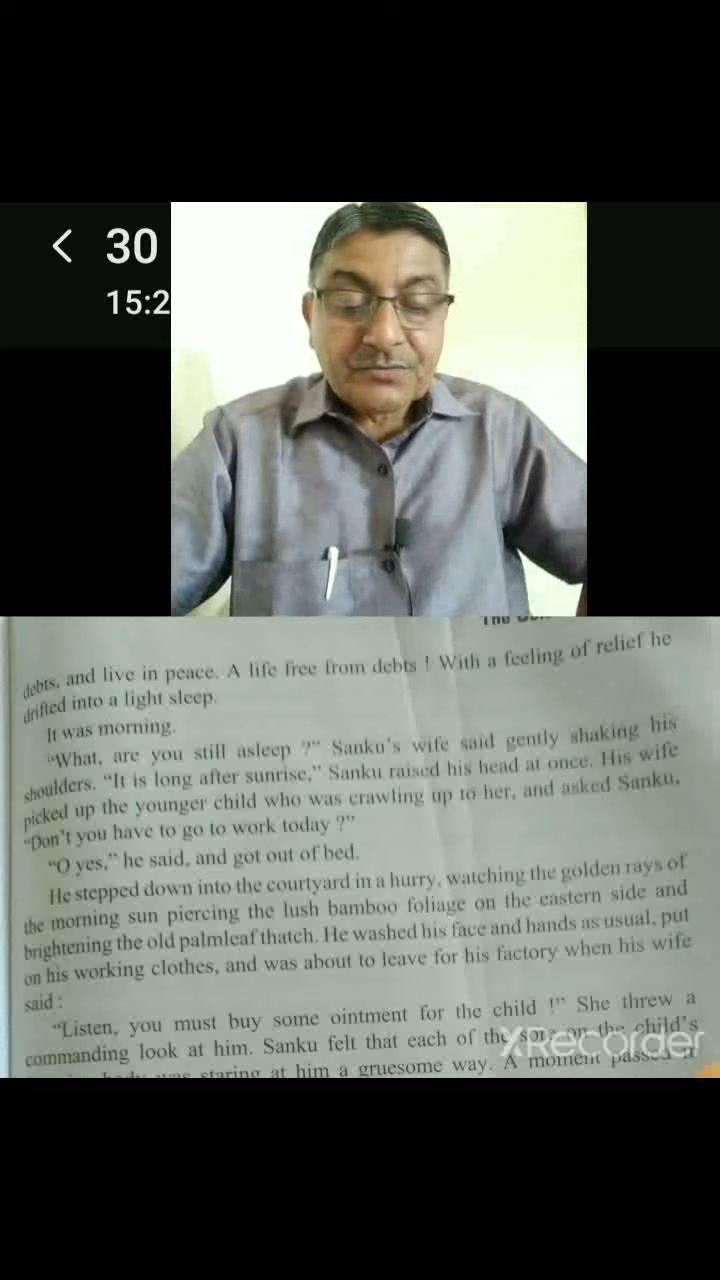 < 30
15:2
debts, and live in peace. A life free from debts ! With a feeling of relief he
drifted into a light sleep.
It was morning.
“What, are you still asleep ?” Sanku’s wife said gently shaking his
shoulders. “It is long after sunrise,” Sanku raised his head at once. His wife
picked up the younger child who was crawling up to her, and asked Sanku,
“Don’t you have to go to work today ?”
“O yes,” he said, and got out of bed.
He stepped down into the courtyard in a hurry, watching the golden rays of
the morning sun piercing the lush bamboo foliage on the eastern side and
brightening the old palmleaf thatch. He washed his face and hands as usual, put
on his working clothes, and was about to leave for his factory when his wife
said :
“Listen, you must buy some ointment for the child !” She threw a
commanding look at him. Sanku felt that each of the sores on the child’s
body was staring at him a gruesome way. A moment passed
XRecorder